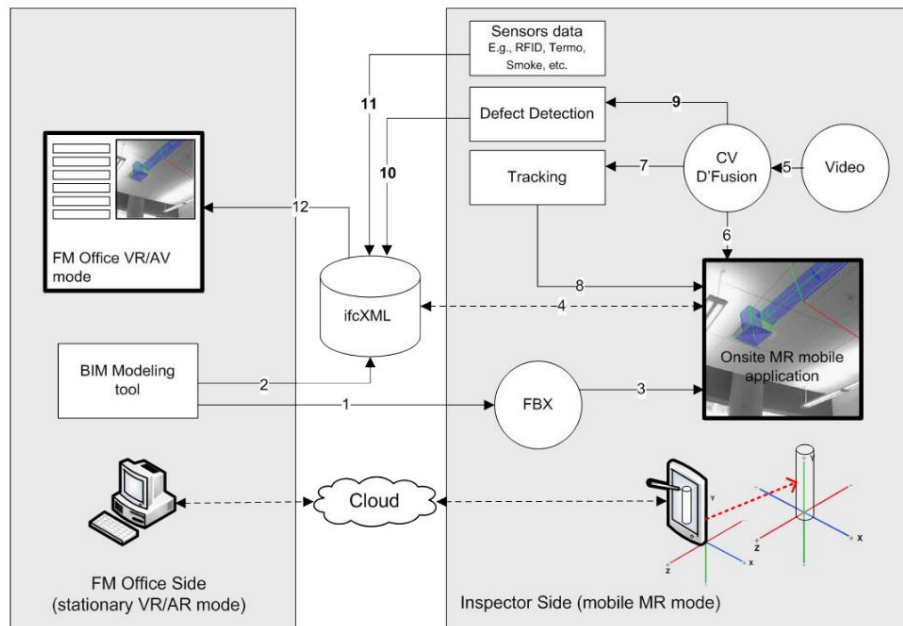 Sensors data
E.g., RFID, Termo,
Smoke, etc.
11
9
Defect Detection
10
7
CV
D'Fusion
5
Video
Tracking
12
6
FM Office VR/AV
mode
8
ifcXML
4
Onsite MR mobile
application
BIM Modeling
tool
2
1
FBX
3
Cloud
Y
X
Z
Y
X
Z
FM Office Side
(stationary VR/AR mode)
Inspector Side (mobile MR mode)